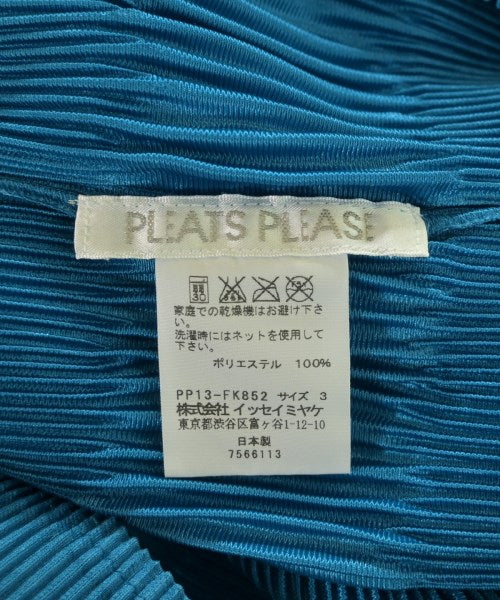 PLEATS PLEASE
家庭での乾燥機はお避け下さ
い。
洗濯時にはネットを使用して
下さい。
ポリエステル 100%
PP13-FK852 サイズ 3
株式会社 イッセイミヤケ
東京都渋谷区富ヶ谷1-12-10
日本製
7566113